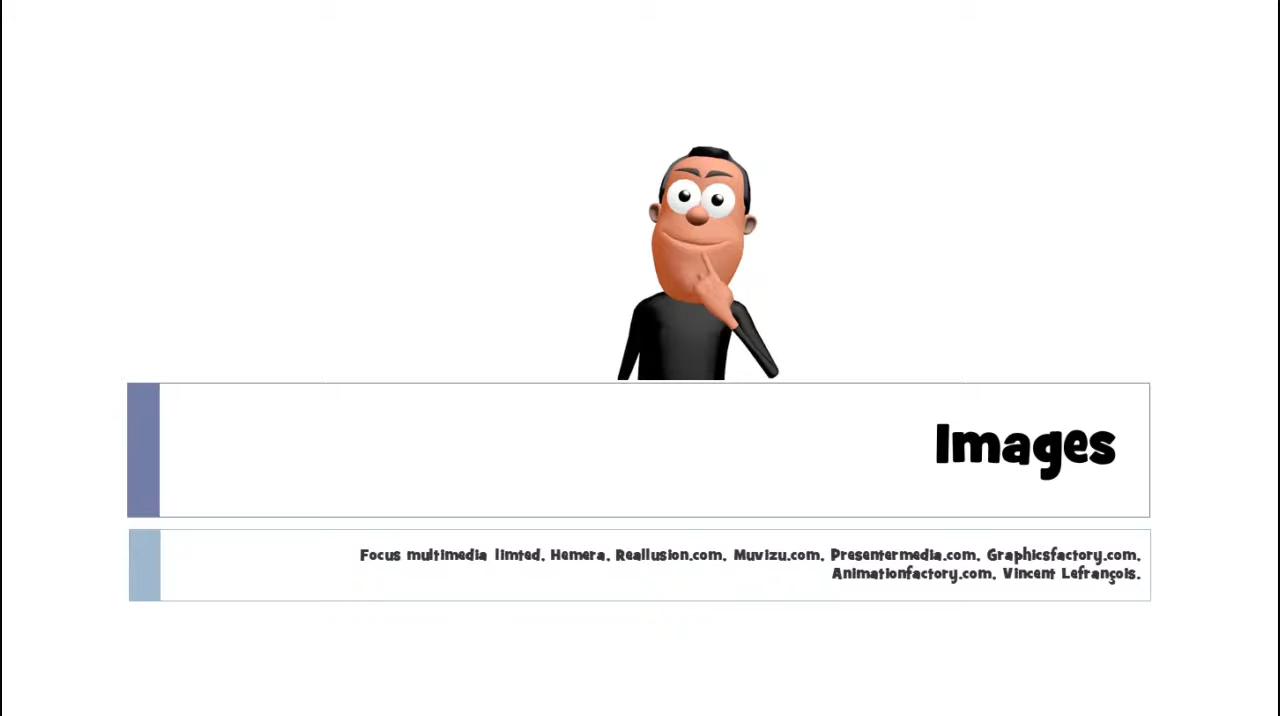 Images
Focus multimedia limted, Hemera, Reallusion.com, Muvizu.com, Presentermedia.com, Graphicsfactory.com,
Animationfactory.com, Vincent Lefrançois.